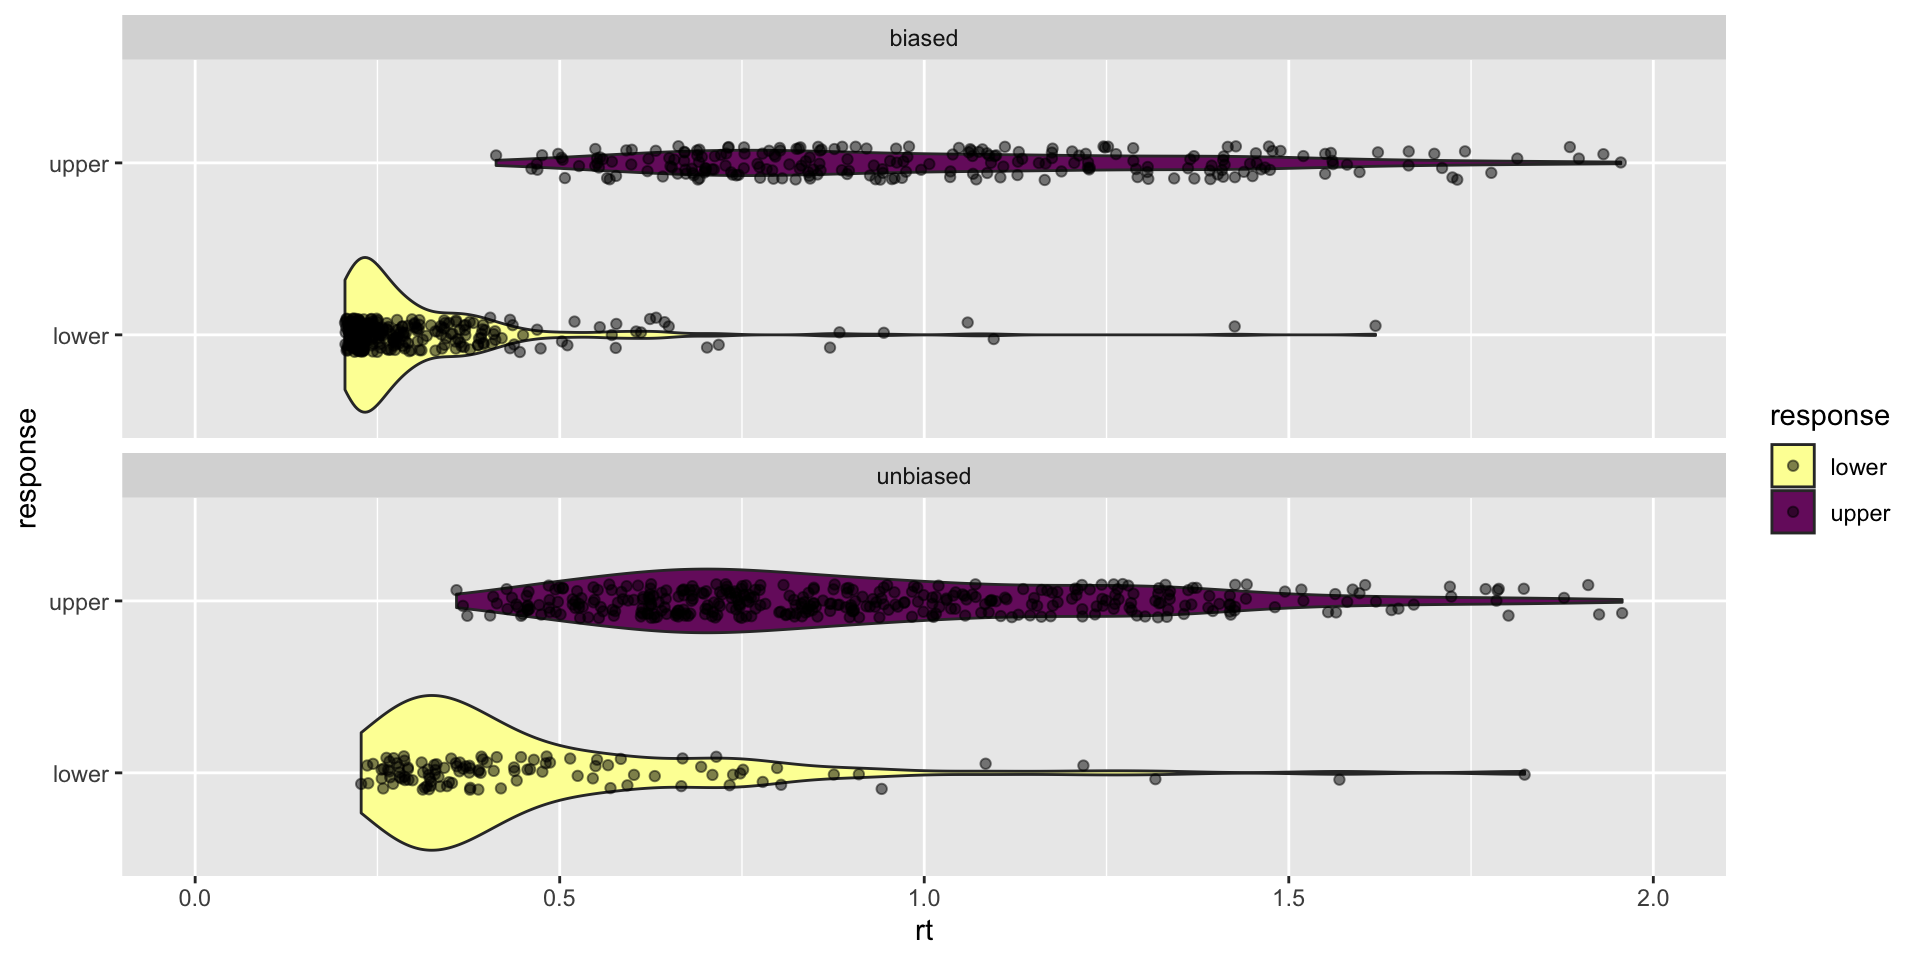 biased
upper
lower
unbiased
upper
lower
0.0 0.5 1.0 1.5 2.0
rt
response
response
lower
upper